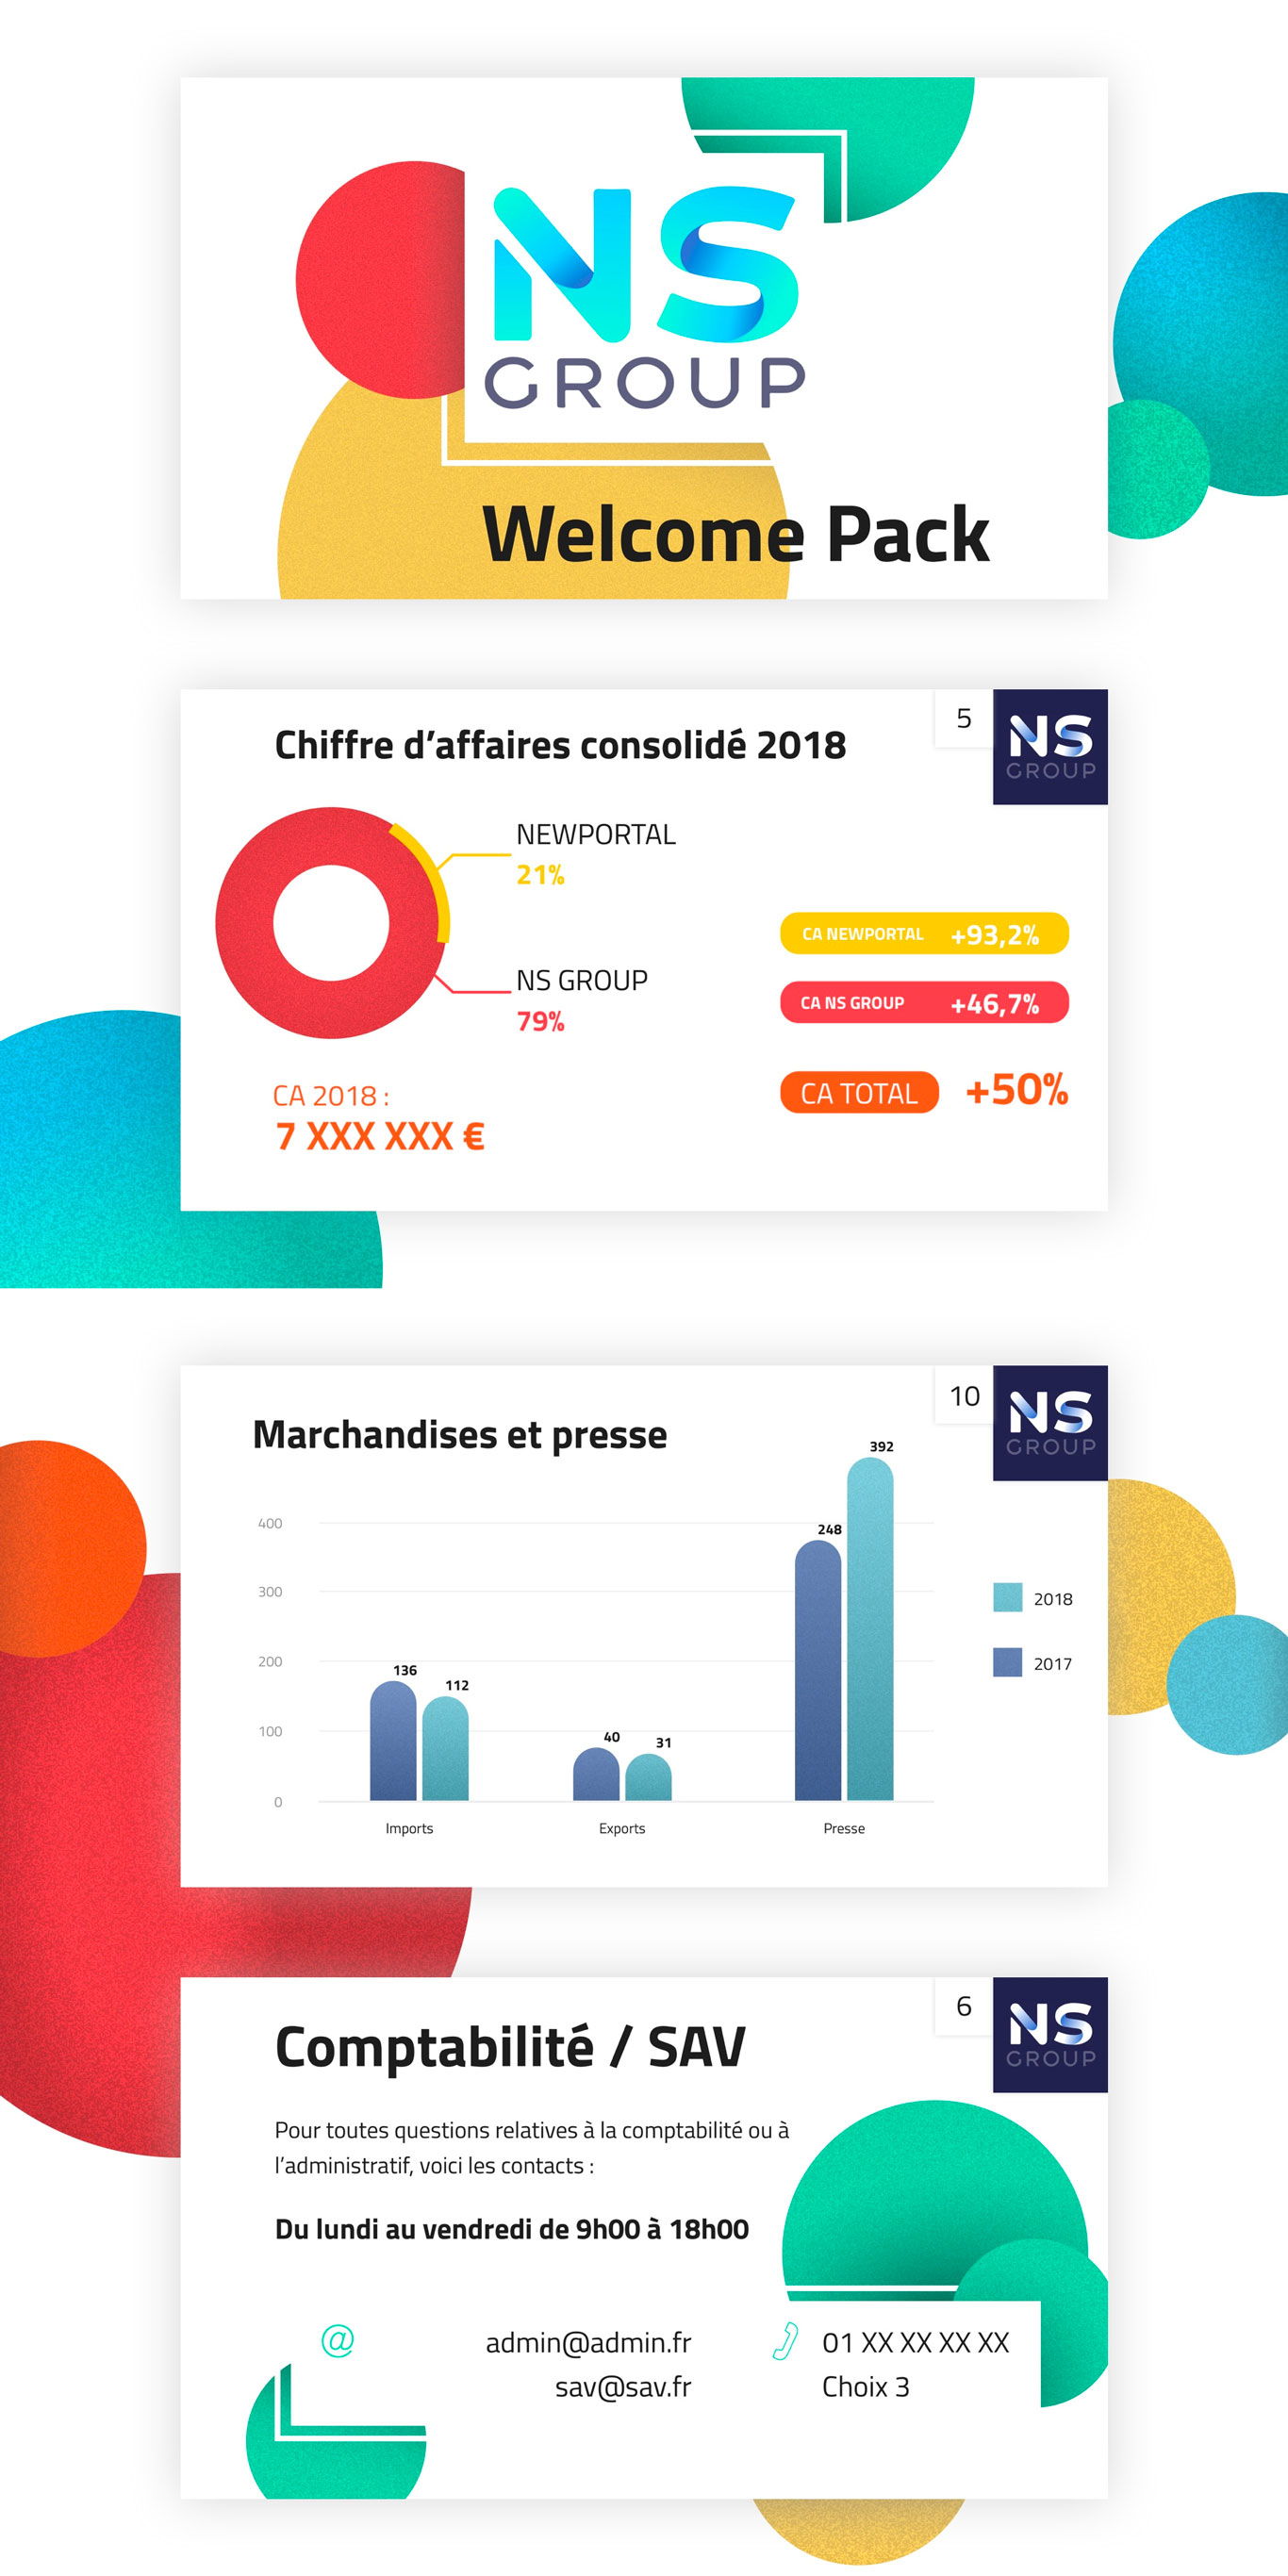 NS
GROUP
Welcome Pack
5
NS
GROUP
Chiffre d’affaires consolidé 2018
NEWPORTAL
21%
NS GROUP
79%
CA NEWPORTAL +93,2%
CA NS GROUP +46,7%
CA TOTAL +50%
CA 2018 :
7 XXX XXX €
10
NS
GROUP
Marchandises et presse
400
300
200
100
0
136
112
40
31
248
392
Imports
Exports
Presse
2018
2017
6
NS
GROUP
Comptabilité / SAV
Pour toutes questions relatives à la comptabilité ou à
l’administratif, voici les contacts :
Du lundi au vendredi de 9h00 à 18h00
@
admin@admin.fr
sav@sav.fr
01 XX XX XX XX
Choix 3